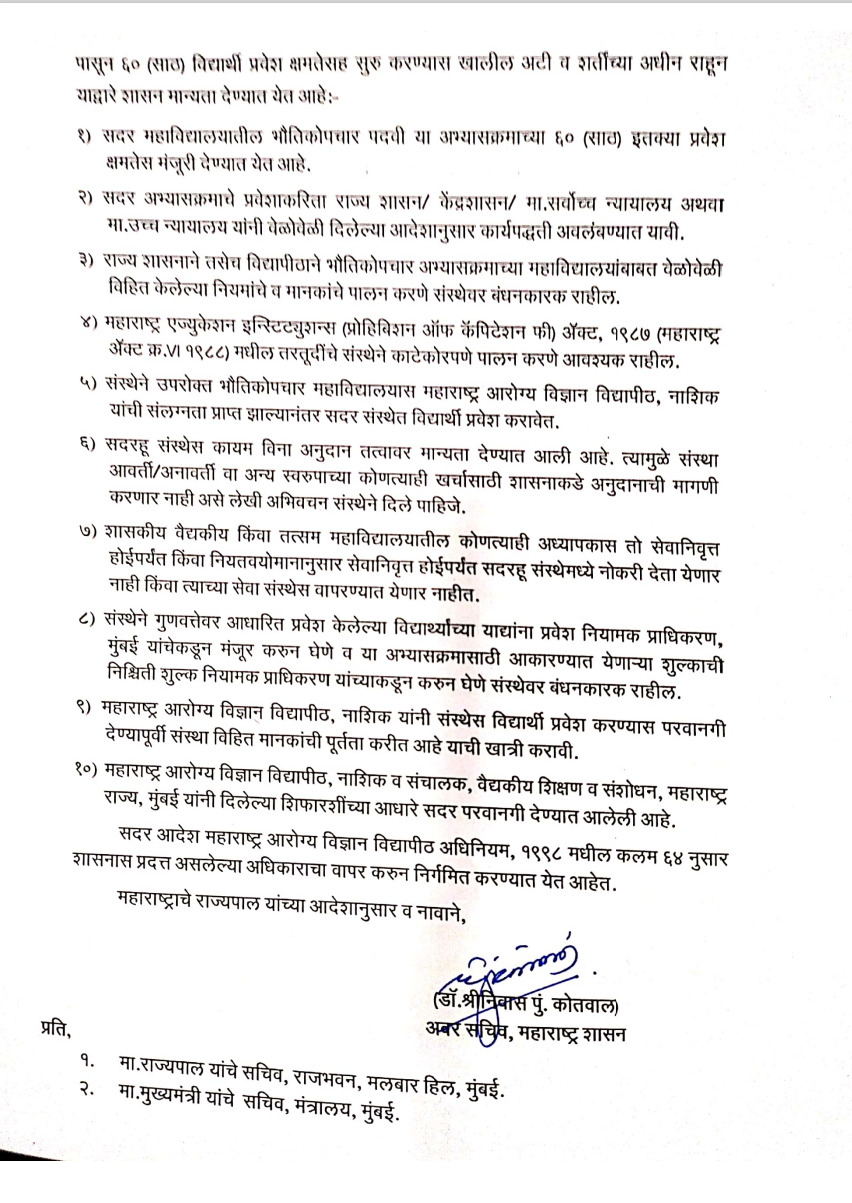 पासून ६० (साठ) विद्यार्थी प्रवेश क्षमतेसह सुरु करण्यास खालील अटी व शर्तीच्या अधीन राहून
याद्वारे शासन मान्यता देण्यात येत आहे:-
१) सदर महाविद्यालयातील भौतिकोपचार पदवी या अभ्यासक्रमाच्या ६० (साठ) इतक्या प्रवेश
क्षमतेस मंजूरी देण्यात येत आहे.
२) सदर अभ्यासक्रमाचे प्रवेशाकरिता राज्य शासन/ केंद्रशासन/ मा.सर्वोच्च न्यायालय अथवा
मा.उच्च न्यायालय यांनी वेळोवेळी दिलेल्या आदेशानुसार कार्यपद्धती अवलंबण्यात यावी.
३) राज्य शासनाने तसेच विद्यापीठाने भौतिकोपचार अभ्यासक्रमाच्या महाविद्यालयांबाबत वेळोवेळी
विहित केलेल्या नियमांचे व मानकांचे पालन करणे संस्थेवर बंधनकारक राहील.
४) महाराष्ट्र एज्युकेशन इन्स्टिट्युशन्स (प्रोहिबिशन ऑफ कॅपिटेशन फी) ॲक्ट, १९८७ (महाराष्ट्र
ॲक्ट क्र.VI १९८८) मधील तरतूदींचे संस्थेने काटेकोरपणे पालन करणे आवश्यक राहील.
५) संस्थेने उपरोक्त भौतिकोपचार महाविद्यालयास महाराष्ट्र आरोग्य विज्ञान विद्यापीठ, नाशिक
यांची संलग्नता प्राप्त झाल्यानंतर सदर संस्थेत विद्यार्थी प्रवेश करावेत.
६) सदरहू संस्थेस कायम विना अनुदान तत्वावर मान्यता देण्यात आली आहे. त्यामुळे संस्था
आवर्ती/अनावर्ती वा अन्य स्वरुपाच्या कोणत्याही खर्चासाठी शासनाकडे अनुदानाची मागणी
करणार नाही असे लेखी अभिवचन संस्थेने दिले पाहिजे.
७) शासकीय वैद्यकीय किंवा तत्सम महाविद्यालयातील कोणत्याही अध्यापकास तो सेवानिवृत्त
होईपर्यंत किंवा नियतवयोमानानुसार सेवानिवृत्त होईपर्यंत सदरहू संस्थेमध्ये नोकरी देता येणार
नाही किंवा त्याच्या सेवा संस्थेस वापरण्यात येणार नाहीत.
८) संस्थेने गुणवत्तेवर आधारित प्रवेश केलेल्या विद्यार्थ्यांच्या याद्यांना प्रवेश नियामक प्राधिकरण,
मुंबई यांचेकडून मंजूर करुन घेणे व या अभ्यासक्रमासाठी आकारण्यात येणाऱ्या शुल्काची
निश्चिती शुल्क नियामक प्राधिकरण यांच्याकडून करुन घेणे संस्थेवर बंधनकारक राहील.
९) महाराष्ट्र आरोग्य विज्ञान विद्यापीठ, नाशिक यांनी संस्थेस विद्यार्थी प्रवेश करण्यास परवानगी
देण्यापूर्वी संस्था विहित मानकांची पूर्तता करीत आहे याची खात्री करावी.
१०) महाराष्ट्र आरोग्य विज्ञान विद्यापीठ, नाशिक व संचालक, वैद्यकीय शिक्षण व संशोधन, महाराष्ट्र
राज्य, मुंबई यांनी दिलेल्या शिफारशींच्या आधारे सदर परवानगी देण्यात आलेली आहे.
सदर आदेश महाराष्ट्र आरोग्य विज्ञान विद्यापीठ अधिनियम, १९९८ मधील कलम ६४ नुसार
शासनास प्रदत्त असलेल्या अधिकाराचा वापर करुन निर्गमित करण्यात येत आहेत.
महाराष्ट्राचे राज्यपाल यांच्या आदेशानुसार व नावाने,
(डॉ.श्रीनिवास पुं. कोतवाल)
अवर सचिव, महाराष्ट्र शासन
प्रति,
१. मा.राज्यपाल यांचे सचिव, राजभवन, मलबार हिल, मुंबई.
२. मा.मुख्यमंत्री यांचे सचिव, मंत्रालय, मुंबई.